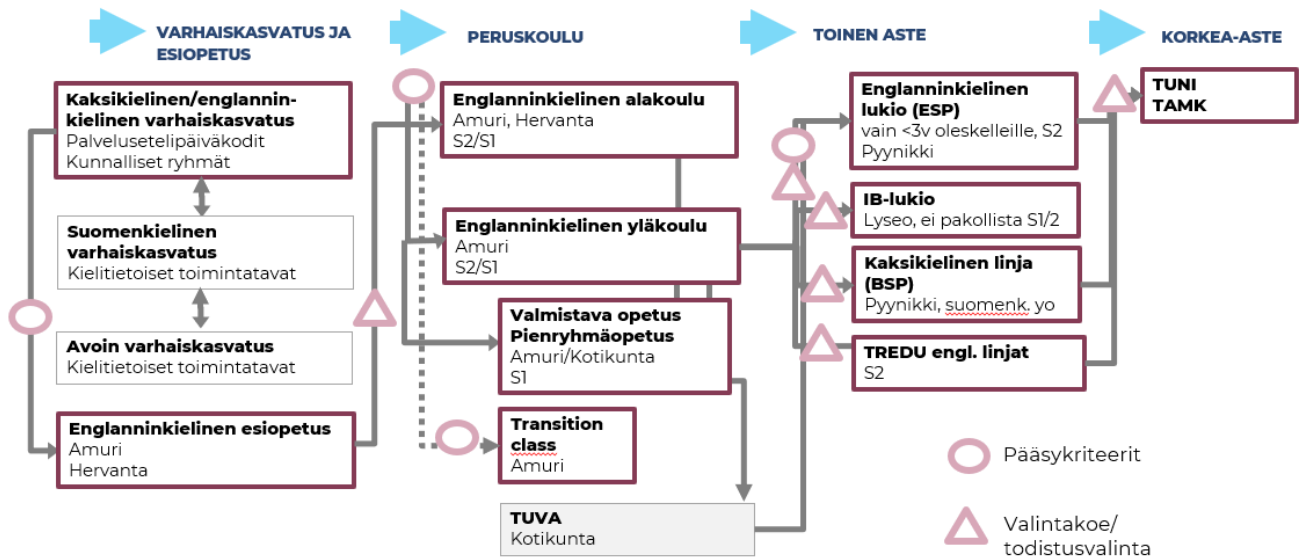 VARHAISKASVATUS JA
ESIOPETUS
PERUSKOULU
TOINEN ASTE
KORKEA-ASTE
Kaksikielinen/englannin-
kielinen varhaiskasvatus
Palvelusetelipäiväkodit
Kunnalliset ryhmät
Suomenkielinen
varhaiskasvatus
Kielitietoiset toimintatavat
Avoin varhaiskasvatus
Kielitietoiset toimintatavat
Englanninkielinen esiopetus
Amuri
Hervanta
Englanninkielinen alakoulu
Amuri, Hervanta
S2/S1
Englanninkielinen yläkoulu
Amuri
S2/S1
Valmistava opetus
Pienryhmäopetus
Amuri/Kotikunta
S1
Transition
class
Amuri
TUVA
Kotikunta
Englanninkielinen
lukio (ESP)
vain <3v oleskelleille, S2
Pyynikki
IB-lukio
Lyseo, ei pakollista S1/2
Kaksikielinen linja
(BSP)
Pyynikki, suomenk. yo
TREDU engl. linjat
S2
TUNI
TAMK
Pääsykriteerit
Valintakoe/
todistusvalinta